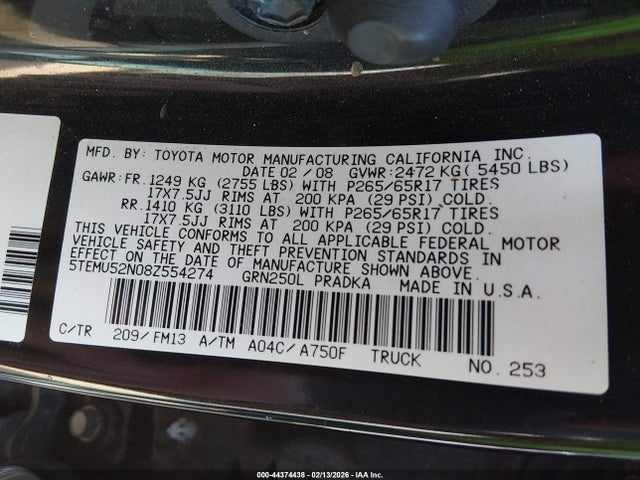 MFD. BY: TOYOTA MOTOR MANUFACTURING CALIFORNIA INC.
DATE 02/08 GVWR:2472 KG( 5450 LBS)
GAWR:FR.1249 KG (2755 LBS) WITH P265/65R17 TIRES
17X7.5JJ RIMS AT 200 KPA (29 PSI) COLD.
RR.1410 KG (3110 LBS) WITH P265/65R17 TIRES
17X7.5JJ RIMS AT 200 KPA (29 PSI) COLD.
THIS VEHICLE CONFORMS TO ALL APPLICABLE FEDERAL MOTOR
VEHICLE SAFETY AND THEFT PREVENTION STANDARDS IN
EFFECT ON THE DATE OF MANUFACTURE SHOWN ABOVE.
5TEMU52N08Z554274 GRN250L PRADKA MADE IN U.S.A.
C/TR 209/FM13 A/TM A04C/A750F TRUCK NO. 253
000-44374438 - 02/13/2026 - IAA Inc.